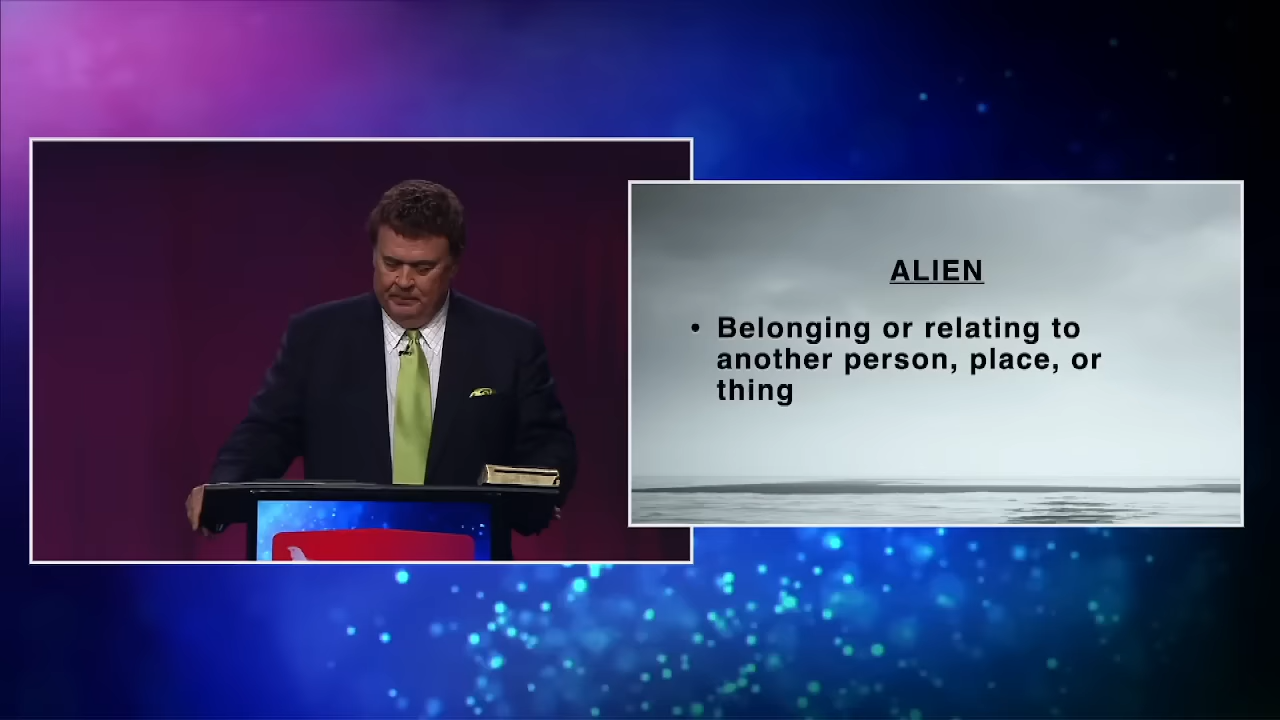 ALIEN
• Belonging or relating to
another person, place, or
thing